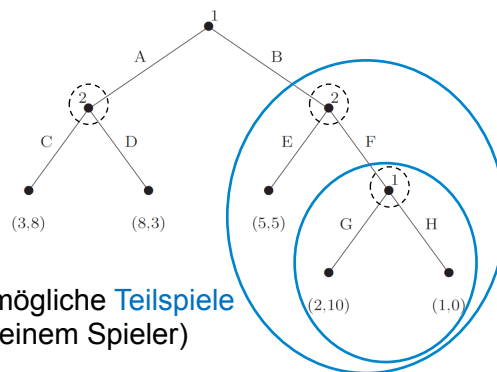 1
A B
2 2
C D E F
1
(3,8) (8,3) (5,5) G H
(2,10) (1,0)
mögliche Teilspiele
einem Spieler)